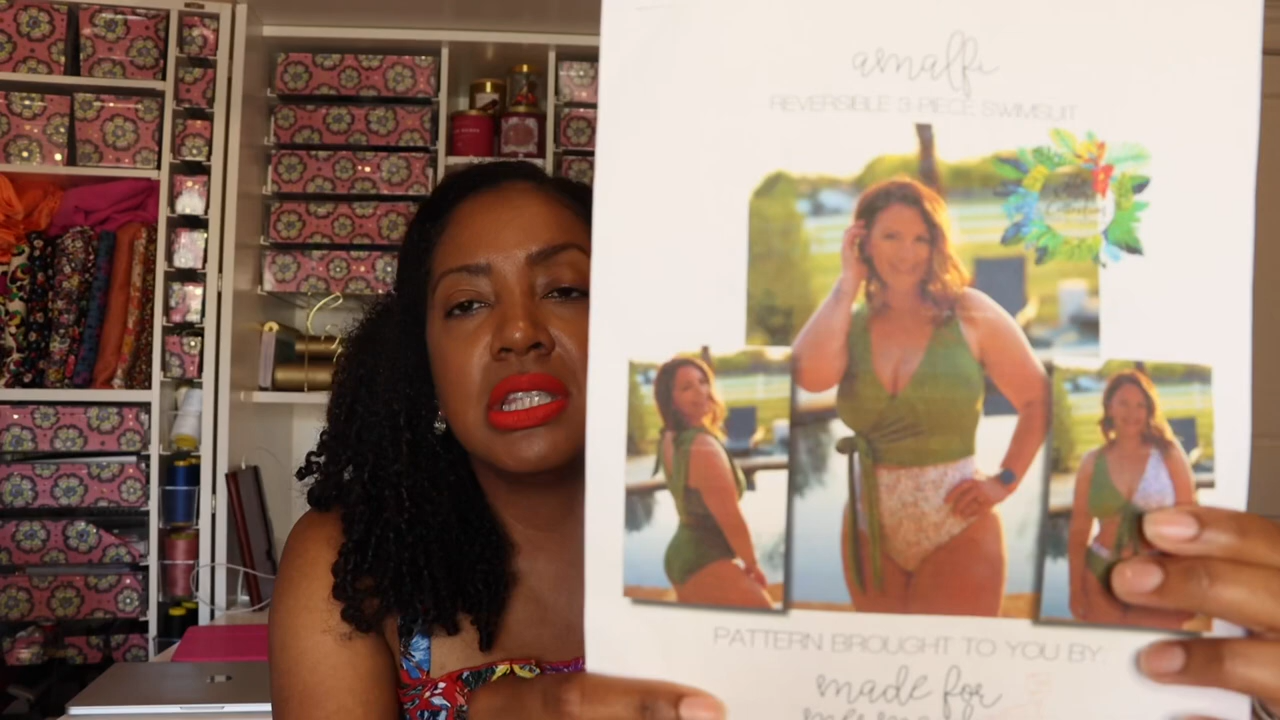 amalfi
REVERSIBLE 3-PIECE SWIMSUIT
PATTERN BROUGHT TO YOU BY
made for